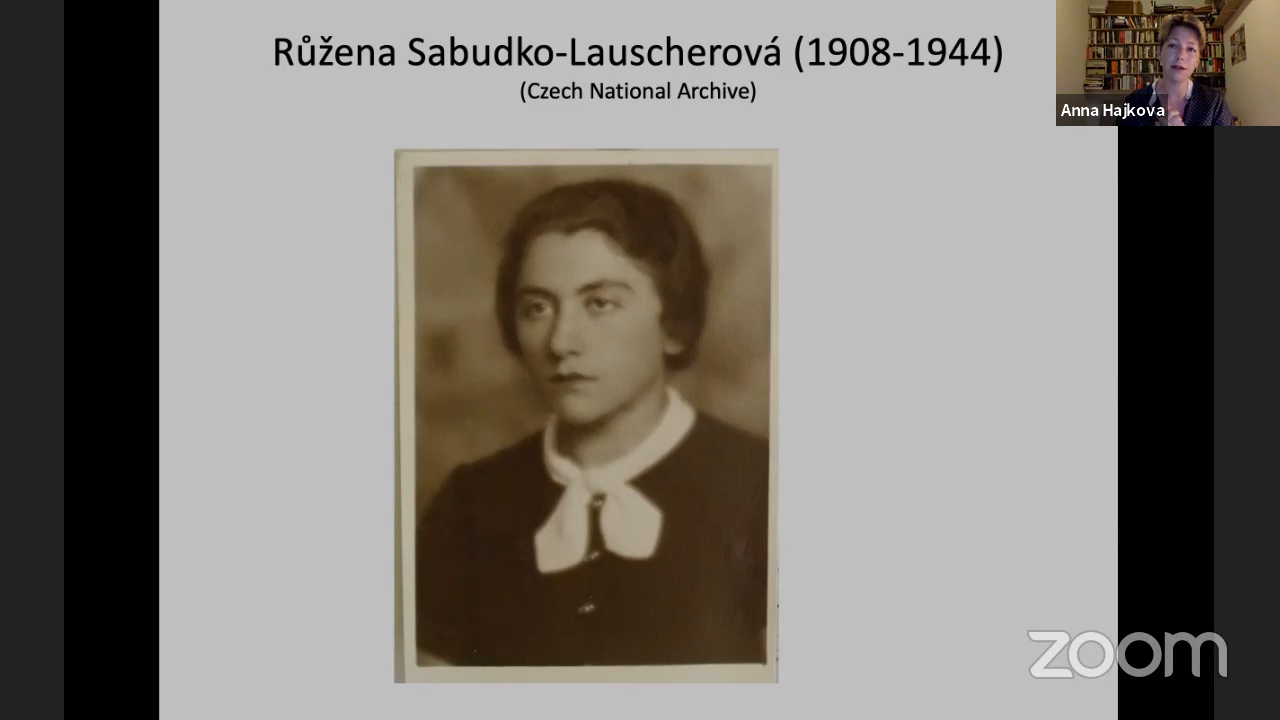 Růžena Sabudko-Lauscherová (1908-1944)
(Czech National Archive)
Anna Hajkova
zoom